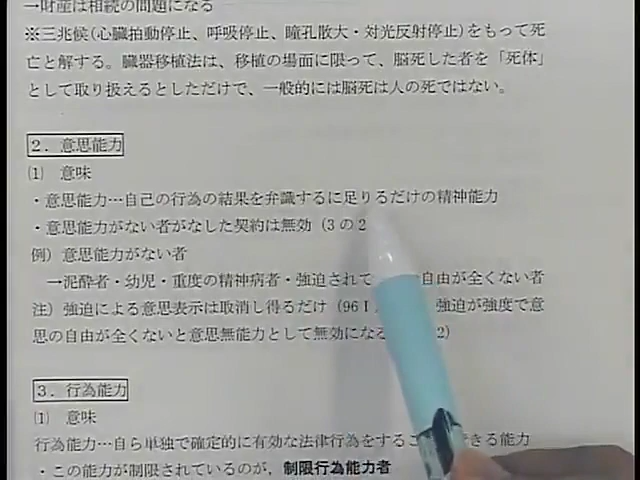 →財産は相続の問題になる
※三兆候(心臓拍動停止、呼吸停止、瞳孔散大・対光反射停止)をもって死
亡と解する。臓器移植法は、移植の場面に限って、脳死した者を「死体」
として取り扱えるとしただけで、一般的には脳死は人の死ではない。
2．意思能力
(1) 意味
・意思能力…自己の行為の結果を弁識するに足りるだけの精神能力
・意思能力がない者がなした契約は無効（3の2
例）意思能力がない者
→泥酔者・幼児・重度の精神病者・強迫されて 自由が全くない者
注）強迫による意思表示は取消し得るだけ（96Ⅰ 強迫が強度で意
思の自由が全くないと意思無能力として無効になる 2）
3．行為能力
(1) 意味
行為能力…自ら単独で確定的に有効な法律行為をするこ できる能力
・この能力が制限されているのが、制限行為能力者